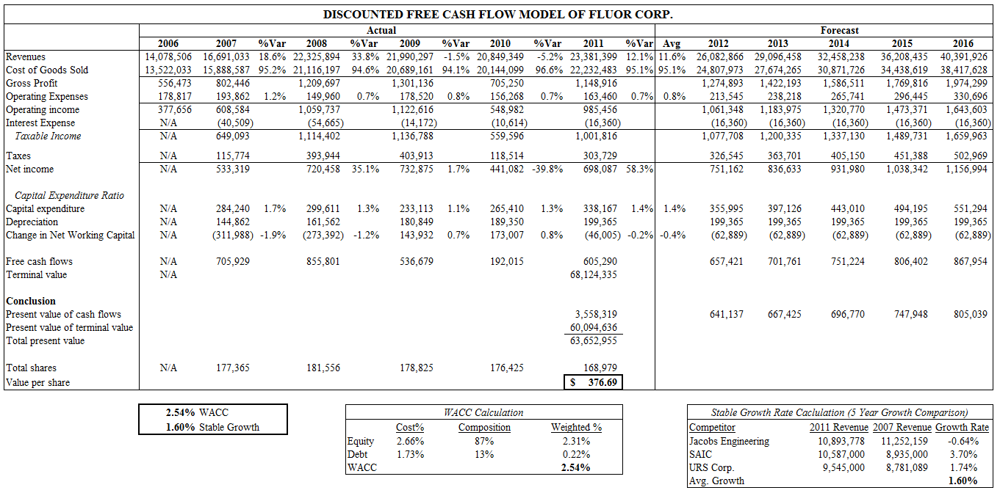 DISCOUNTED FREE CASH FLOW MODEL OF FLUOR CORP.
Actual Forecast
2006 2007 %Var 2008 %Var 2009 %Var 2010 %Var 2011 %Var Avg 2012 2013 2014 2015 2016
Revenues 14,078,506 16,691,033 18.6% 22,325,894 33.8% 21,990,297 -1.5% 20,849,349 -5.2% 23,381,399 12.1% 11.6% 26,082,866 29,096,458 32,458,238 36,208,435 40,391,926
Cost of Goods Sold 13,522,033 15,888,587 95.2% 21,116,197 94.6% 20,689,161 94.1% 20,144,099 96.6% 22,232,483 95.1% 95.1% 24,807,973 27,674,265 30,871,726 34,438,619 38,417,628
Gross Profit 556,473 802,446 1,209,697 1,301,136 705,250 1,148,916 1,274,893 1,422,193 1,586,511 1,769,816 1,974,299
Operating Expenses 178,817 193,862 1.2% 149,960 0.7% 178,520 0.8% 156,268 0.7% 163,460 0.7% 0.8% 213,545 238,218 265,741 296,445 330,696
Operating income 377,656 608,584 1,059,737 1,122,616 548,982 985,456 1,061,348 1,183,975 1,320,770 1,473,371 1,643,603
Interest Expense N/A (40,509) (54,665) (14,172) (10,614) (16,360) (16,360) (16,360) (16,360) (16,360) (16,360)
Taxable Income N/A 649,093 1,114,402 1,136,788 559,596 1,001,816 1,077,708 1,200,335 1,337,130 1,489,731 1,659,963
Taxes N/A 115,774 393,944 403,913 118,514 303,729 326,545 363,701 405,150 451,388 502,969
Net income N/A 533,319 720,458 35.1% 732,875 1.7% 441,082 -39.8% 698,087 58.3% 751,162 836,633 931,980 1,038,342 1,156,994
Capital Expenditure Ratio
Capital expenditure N/A 284,240 1.7% 299,611 1.3% 233,113 1.1% 265,410 1.3% 338,167 1.4% 1.4% 355,995 397,126 443,010 494,195 551,294
Depreciation N/A 144,862 161,562 180,849 189,350 199,365 199,365 199,365 199,365 199,365 199,365
Change in Net Working Capital N/A (311,988) -1.9% (273,392) -1.2% 143,932 0.7% 173,007 0.8% (46,005) -0.2% -0.4% (62,889) (62,889) (62,889) (62,889) (62,889)
Free cash flows N/A 705,929 855,801 536,679 192,015 605,290 657,421 701,761 751,224 806,402 867,954
Terminal value N/A 68,124,335
Conclusion
Present value of cash flows 3,558,319 641,137 667,425 696,770 747,948 805,039
Present value of terminal value 60,094,636
Total present value 63,652,955
Total shares N/A 177,365 181,556 178,825 176,425 168,979
Value per share $ 376.69
2.54% WACC
1.60% Stable Growth
WACC Calculation
Cost% Composition Weighted %
Equity 2.66% 87% 2.31%
Debt 1.73% 13% 0.22%
WACC 2.54%
Stable Growth Rate Caclulation (5 Year Growth Comparison)
Competitor 2011 Revenue 2007 Revenue Growth Rate
Jacobs Engineering 10,893,778 11,252,159 -0.64%
SAIC 10,587,000 8,935,000 3.70%
URS Corp. 9,545,000 8,781,089 1.74%
Avg. Growth 1.60%